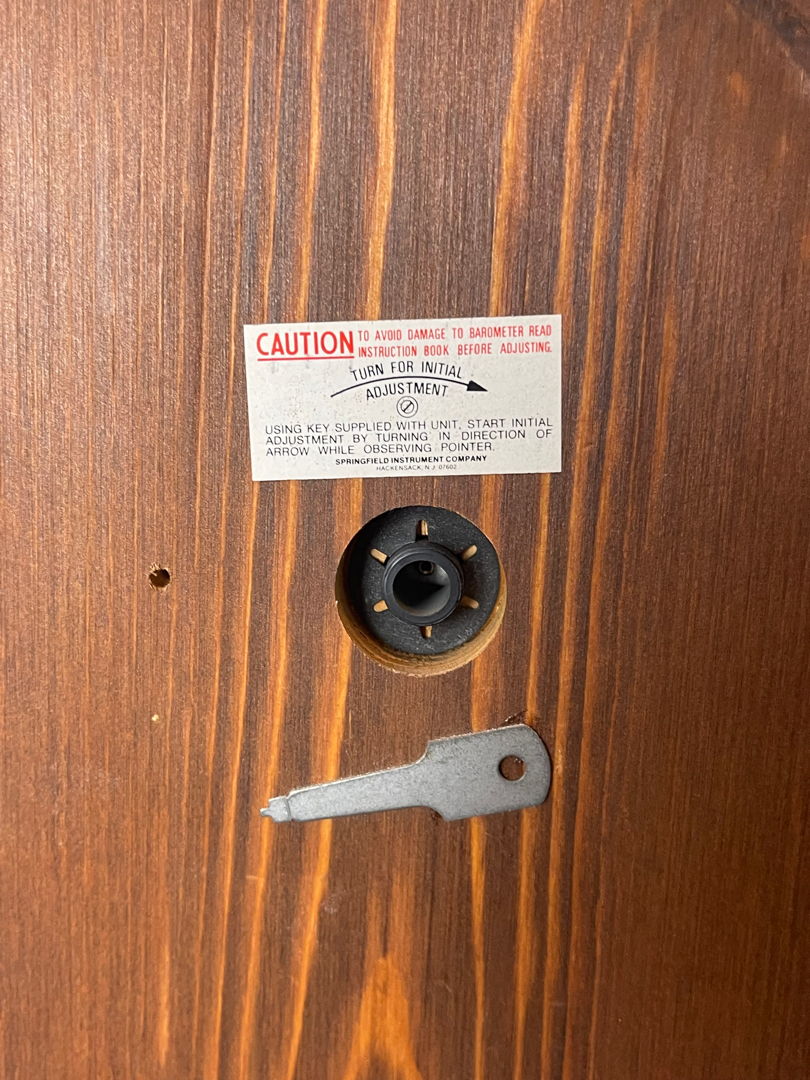 CAUTION TO AVOID DAMAGE TO BAROMETER READ
INSTRUCTION BOOK BEFORE ADJUSTING.
TURN FOR INITIAL
ADJUSTMENT
USING KEY SUPPLIED WITH UNIT, START INITIAL
ADJUSTMENT BY TURNING IN DIRECTION OF
ARROW WHILE OBSERVING POINTER.
SPRINGFIELD INSTRUMENT COMPANY
HACKENSACK, N.J. 07602